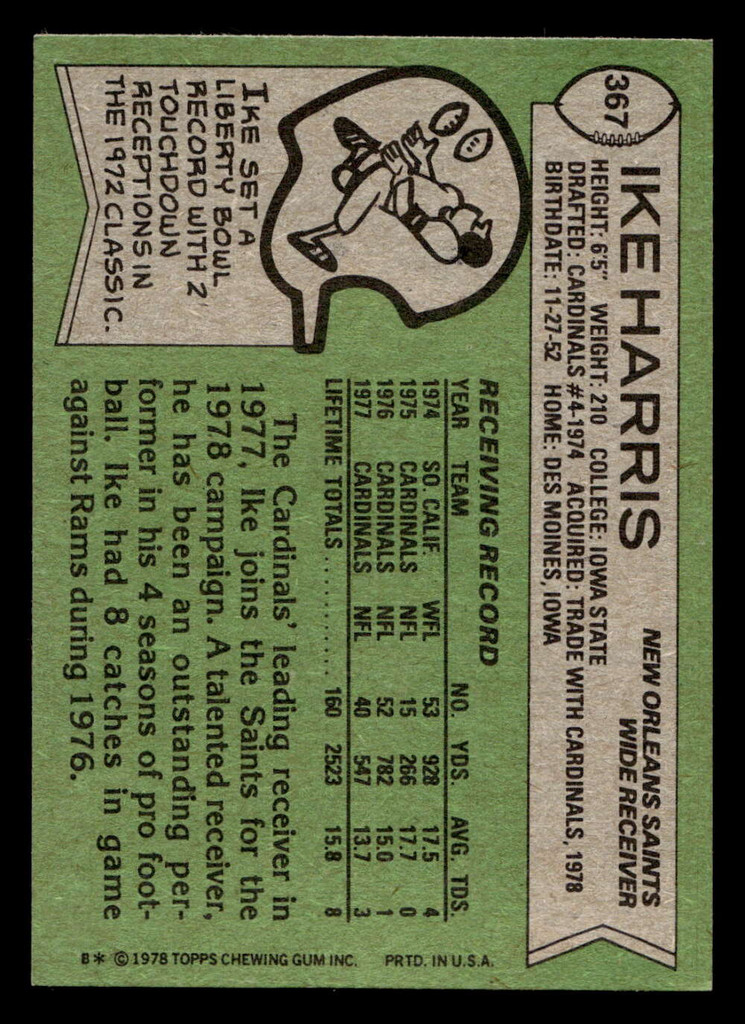 367
IKE HARRIS
NEW ORLEANS SAINTS
WIDE RECEIVER
HEIGHT: 6'5" WEIGHT: 210 COLLEGE: IOWA STATE
DRAFTED: CARDINALS #4-1974 ACQUIRED: TRADE WITH CARDINALS, 1978
BIRTHDATE: 11-27-52 HOME: DES MOINES, IOWA
IKE SET A
LIBERTY BOWL
RECORD WITH 2
TOUCHDOWN
RECEPTIONS IN
THE 1972 CLASSIC.
RECEIVING RECORD
YEAR TEAM NO. YDS. AVG. TDS.
1974 SO. CALIF. WFL 53 928 17.5 4
1975 CARDINALS NFL 15 266 17.7 0
1976 CARDINALS NFL 52 782 15.0 1
1977 CARDINALS NFL 40 547 13.7 3
LIFETIME TOTALS ............ 160 2523 15.8 8
The Cardinals' leading receiver in
1977, Ike joins the Saints for the
1978 campaign. A talented receiver,
he has been an outstanding per-
former in his 4 seasons of pro foot-
ball. Ike had 8 catches in game
against Rams during 1976.
B* © 1978 TOPPS CHEWING GUM INC. PRTD. IN U.S.A.